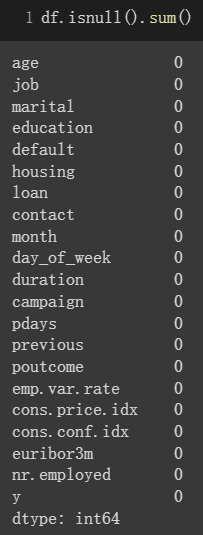 1 df.isnull().sum()
age 0
job 0
marital 0
education 0
default 0
housing 0
loan 0
contact 0
month 0
day_of_week 0
duration 0
campaign 0
pdays 0
previous 0
poutcome 0
emp.var.rate 0
cons.price.idx 0
cons.conf.idx 0
euribor3m 0
nr.employed 0
y 0
dtype: int64